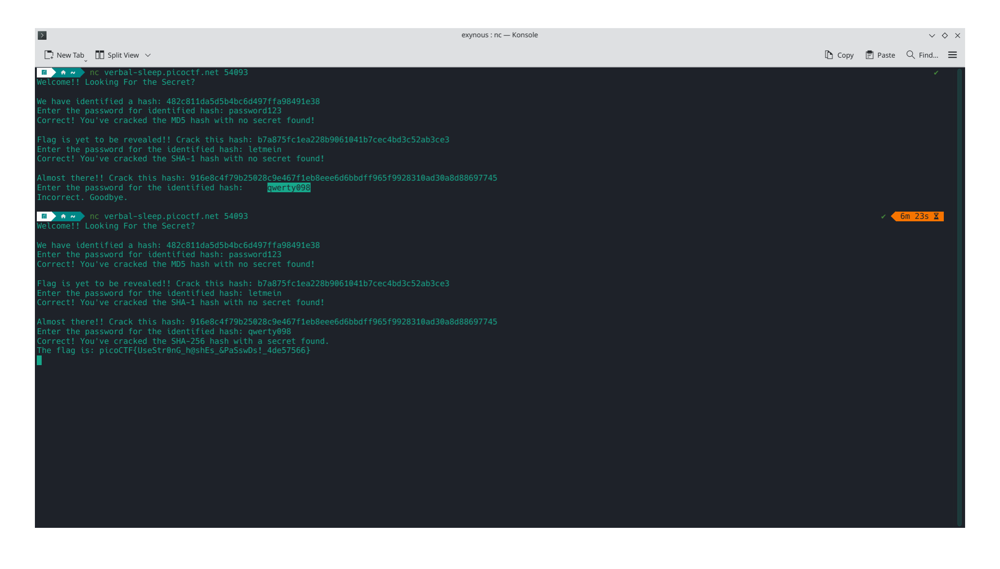 exynous : nc — Konsole
New Tab Split View Copy Paste Find...
~ nc verbal-sleep.picoctf.net 54093 ✔
Welcome!! Looking For the Secret?
We have identified a hash: 482c811da5d5b4bc6d497ffa98491e38
Enter the password for identified hash: password123
Correct! You've cracked the MD5 hash with no secret found!
Flag is yet to be revealed!! Crack this hash: b7a875fc1ea228b9061041b7cec4bd3c52ab3ce3
Enter the password for the identified hash: letmein
Correct! You've cracked the SHA-1 hash with no secret found!
Almost there!! Crack this hash: 916e8c4f79b25028c9e467f1eb8eee6d6bbdff965f9928310ad30a8d88697745
Enter the password for the identified hash:     qwerty098
Incorrect. Goodbye.
~ nc verbal-sleep.picoctf.net 54093 ✔ 6m 23s
Welcome!! Looking For the Secret?
We have identified a hash: 482c811da5d5b4bc6d497ffa98491e38
Enter the password for identified hash: password123
Correct! You've cracked the MD5 hash with no secret found!
Flag is yet to be revealed!! Crack this hash: b7a875fc1ea228b9061041b7cec4bd3c52ab3ce3
Enter the password for the identified hash: letmein
Correct! You've cracked the SHA-1 hash with no secret found!
Almost there!! Crack this hash: 916e8c4f79b25028c9e467f1eb8eee6d6bbdff965f9928310ad30a8d88697745
Enter the password for the identified hash: qwerty098
Correct! You've cracked the SHA-256 hash with a secret found.
The flag is: picoCTF{UseStr0nG_h@shEs_&PaSswDs!_4de57566}